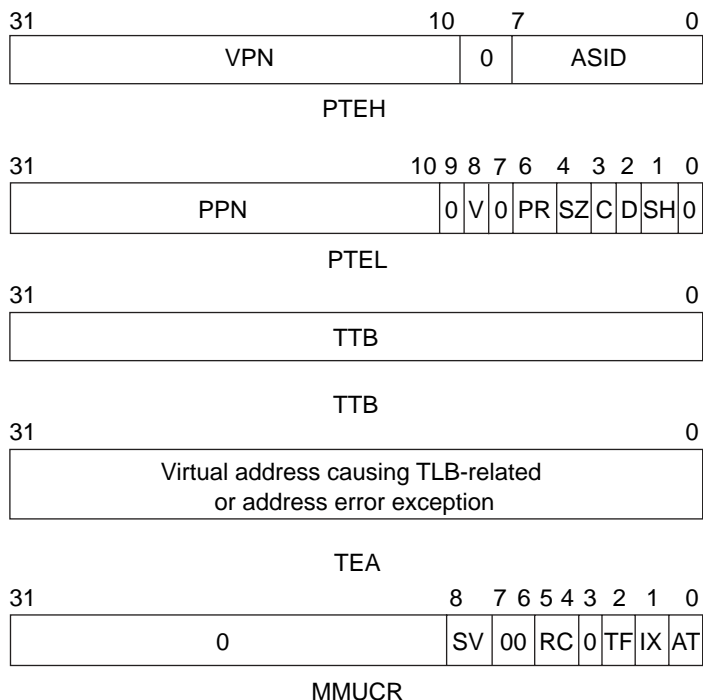 31 10 7 0
VPN 0 ASID
PTEH
31 10 9 8 7 6 4 3 2 1 0
PPN 0 V 0 PR SZ C D SH 0
PTEL
31 0
TTB
TTB
31 0
Virtual address causing TLB-related
or address error exception
TEA
31 8 7 6 5 4 3 2 1 0
0 SV 00 RC 0 TF IX AT
MMUCR